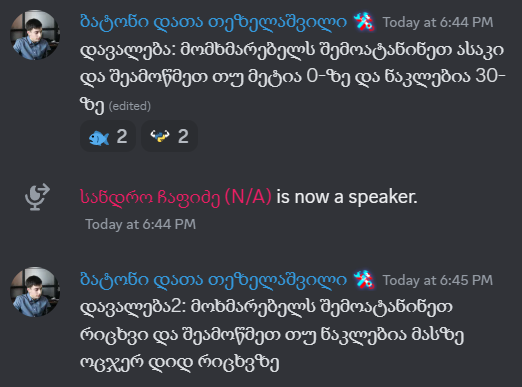 ბატონი დათა თეზელაშვილი Today at 6:44 PM
დავალება: მომხმარებელს შემოატანინეთ ასაკი
და შეამოწმეთ თუ მეტია 0-ზე და ნაკლებია 30-
ზე (edited)
2 2
სანდრო ჩაფიძე (N/A) is now a speaker.
Today at 6:44 PM
ბატონი დათა თეზელაშვილი Today at 6:45 PM
დავალება2: მოხმარებელს შემოატანინეთ
რიცხვი და შეამოწმეთ თუ ნაკლებია მასზე
ოცჯერ დიდ რიცხვზე